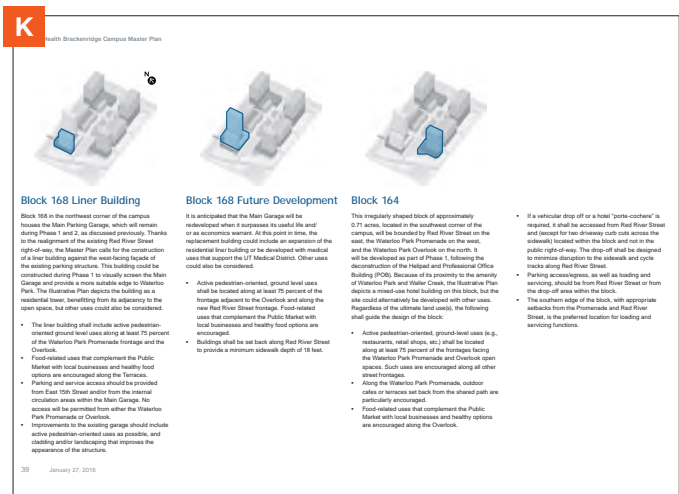 K
ealth Brackenridge Campus Master Plan
N
Block 168 Liner Building
Block 168 in the northwest corner of the campus
houses the Main Parking Garage, which will remain
during Phase 1 and 2, as discussed previously. Thanks
to the realignment of the existing Red River Street
right-of-way, the Master Plan calls for the construction
of a liner building against the west-facing façade of
the existing parking structure. This building could be
constructed during Phase 1 to visually screen the Main
Garage and provide a more suitable edge to Waterloo
Park. The Illustrative Plan depicts the building as a
residential tower, benefitting from its adjacency to the
open space, but other uses could also be considered.
• The liner building shall include active pedestrian-
oriented ground level uses along at least 75 percent
of the Waterloo Park Promenade frontage and the
Overlook.
• Food-related uses that complement the Public
Market with local businesses and healthy food
options are encouraged along the Terraces.
• Parking and service access should be provided
from East 15th Street and/or from the internal
circulation areas within the Main Garage. No
access will be permitted from either the Waterloo
Park Promenade or Overlook.
• Improvements to the existing garage should include
active pedestrian-oriented uses as possible, and
cladding and/or landscaping that improves the
appearance of the structure.
Block 168 Future Development
It is anticipated that the Main Garage will be
redeveloped when it surpasses its useful life and/
or as economics warrant. At this point in time, the
replacement building could include an expansion of the
residential liner building or be developed with medical
uses that support the UT Medical District. Other uses
could also be considered.
• Active pedestrian-oriented, ground level uses
shall be located along at least 75 percent of the
frontage adjacent to the Overlook and along the
new Red River Street frontage. Food-related
uses that complement the Public Market with
local businesses and healthy food options are
encouraged.
• Buildings shall be set back along Red River Street
to provide a minimum sidewalk depth of 18 feet.
Block 164
This irregularly shaped block of approximately
0.71 acres, located in the southwest corner of the
campus, will be bounded by Red River Street on the
east, the Waterloo Park Promenade on the west,
and the Waterloo Park Overlook on the north. It
will be developed as part of Phase 1, following the
deconstruction of the Helipad and Professional Office
Building (POB). Because of its proximity to the amenity
of Waterloo Park and Waller Creek, the Illustrative Plan
depicts a mixed-use hotel building on this block, but the
site could alternatively be developed with other uses.
Regardless of the ultimate land use(s), the following
shall guide the design of the block:
• Active pedestrian-oriented, ground-level uses (e.g.,
restaurants, retail shops, etc.) shall be located
along at least 75 percent of the frontages facing
the Waterloo Park Promenade and Overlook open
spaces. Such uses are encouraged along all other
street frontages.
• Along the Waterloo Park Promenade, outdoor
cafes or terraces set back from the shared path are
particularly encouraged.
• Food-related uses that complement the Public
Market with local businesses and healthy options
are encouraged along the Overlook.
• If a vehicular drop off or a hotel "porte-cochere" is
required, it shall be accessed from Red River Street
and (except for two driveway curb cuts across the
sidewalk) located within the block and not in the
public right-of-way. The drop-off shall be designed
to minimize disruption to the sidewalk and cycle
tracks along Red River Street.
• Parking access/egress, as well as loading and
servicing, should be from Red River Street or from
the drop-off area within the block.
• The southern edge of the block, with appropriate
setbacks from the Promenade and Red River
Street, is the preferred location for loading and
servicing functions.
39 January 27, 2016